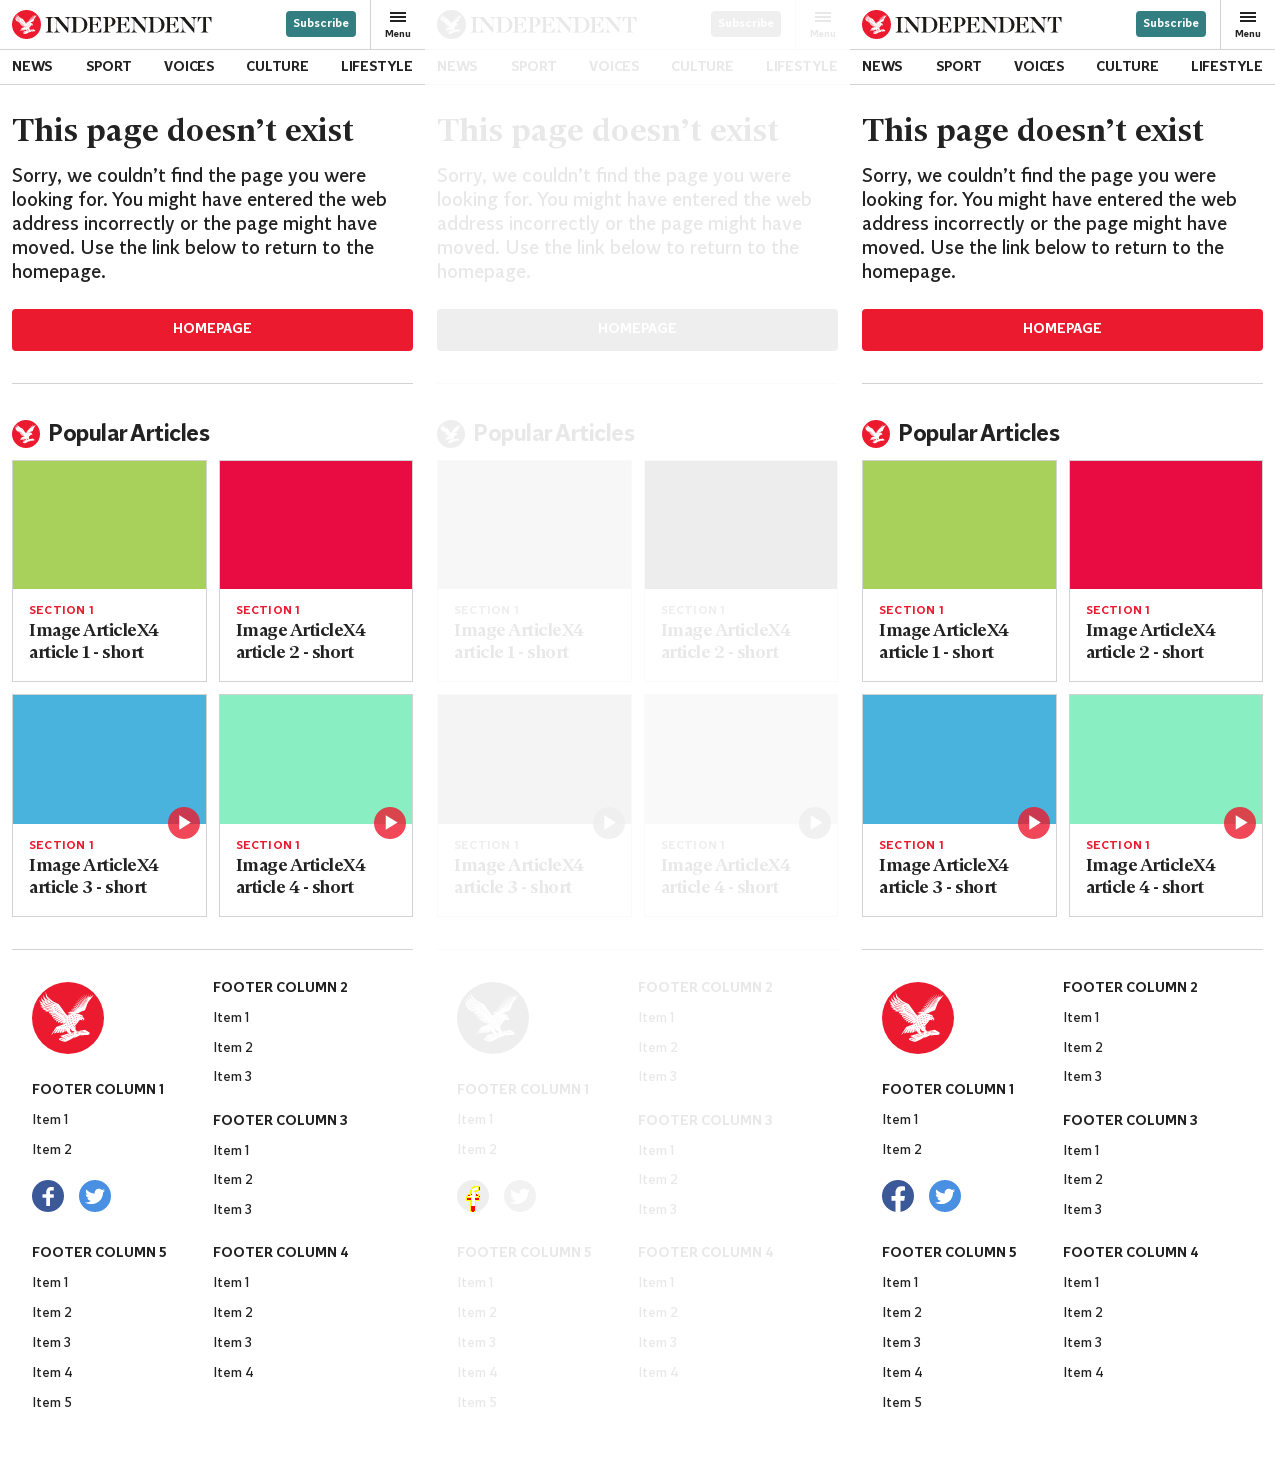 INDEPENDENT
Subscribe
Menu
NEWS SPORT VOICES CULTURE LIFESTYLE
This page doesn’t exist
Sorry, we couldn’t find the page you were
looking for. You might have entered the web
address incorrectly or the page might have
moved. Use the link below to return to the
homepage.
HOMEPAGE
Popular Articles
SECTION 1
Image ArticleX4
article 1 - short
SECTION 1
Image ArticleX4
article 2 - short
SECTION 1
Image ArticleX4
article 3 - short
SECTION 1
Image ArticleX4
article 4 - short
FOOTER COLUMN 1
Item 1
Item 2
FOOTER COLUMN 2
Item 1
Item 2
Item 3
FOOTER COLUMN 3
Item 1
Item 2
Item 3
FOOTER COLUMN 5
Item 1
Item 2
Item 3
Item 4
Item 5
FOOTER COLUMN 4
Item 1
Item 2
Item 3
Item 4
INDEPENDENT
Subscribe
Menu
NEWS SPORT VOICES CULTURE LIFESTYLE
This page doesn’t exist
Sorry, we couldn’t find the page you were
looking for. You might have entered the web
address incorrectly or the page might have
moved. Use the link below to return to the
homepage.
HOMEPAGE
Popular Articles
SECTION 1
Image ArticleX4
article 1 - short
SECTION 1
Image ArticleX4
article 2 - short
SECTION 1
Image ArticleX4
article 3 - short
SECTION 1
Image ArticleX4
article 4 - short
FOOTER COLUMN 1
Item 1
Item 2
FOOTER COLUMN 2
Item 1
Item 2
Item 3
FOOTER COLUMN 3
Item 1
Item 2
Item 3
FOOTER COLUMN 5
Item 1
Item 2
Item 3
Item 4
Item 5
FOOTER COLUMN 4
Item 1
Item 2
Item 3
Item 4
INDEPENDENT
Subscribe
Menu
NEWS SPORT VOICES CULTURE LIFESTYLE
This page doesn’t exist
Sorry, we couldn’t find the page you were
looking for. You might have entered the web
address incorrectly or the page might have
moved. Use the link below to return to the
homepage.
HOMEPAGE
Popular Articles
SECTION 1
Image ArticleX4
article 1 - short
SECTION 1
Image ArticleX4
article 2 - short
SECTION 1
Image ArticleX4
article 3 - short
SECTION 1
Image ArticleX4
article 4 - short
FOOTER COLUMN 1
Item 1
Item 2
FOOTER COLUMN 2
Item 1
Item 2
Item 3
FOOTER COLUMN 3
Item 1
Item 2
Item 3
FOOTER COLUMN 5
Item 1
Item 2
Item 3
Item 4
Item 5
FOOTER COLUMN 4
Item 1
Item 2
Item 3
Item 4